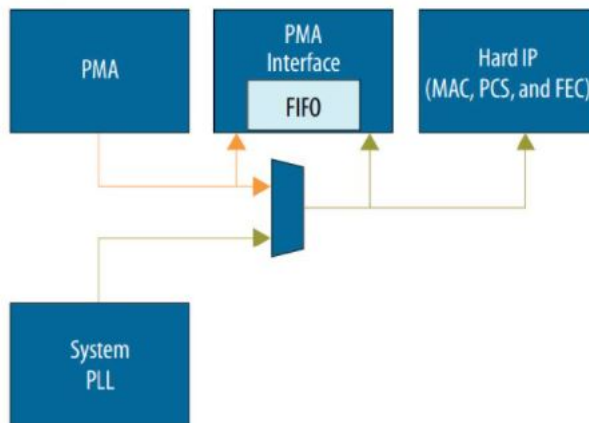 PMA
PMA
Interface
FIFO
Hard IP
(MAC, PCS, and FEC)
System
PLL